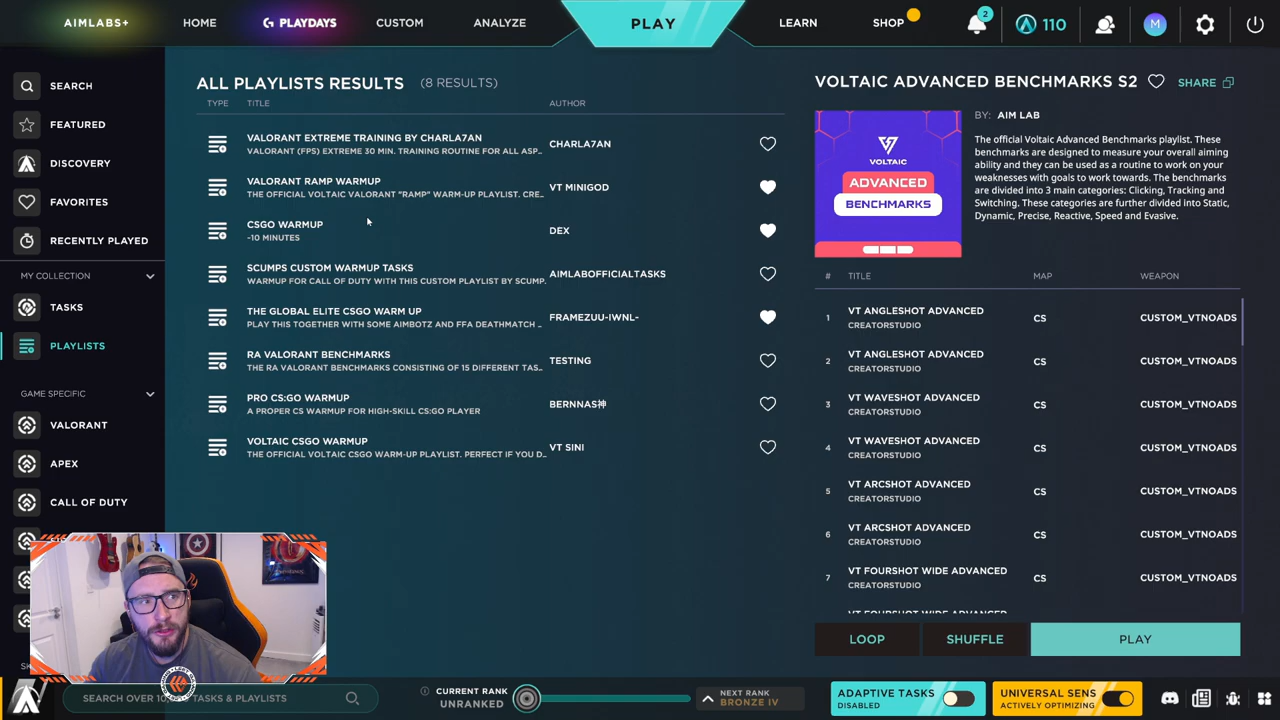 AIMLABS+
HOME
G PLAYDAYS
CUSTOM
ANALYZE
PLAY
LEARN
SHOP
2
110
M
SEARCH
FEATURED
DISCOVERY
FAVORITES
RECENTLY PLAYED
MY COLLECTION
TASKS
PLAYLISTS
GAME SPECIFIC
VALORANT
APEX
CALL OF DUTY
ALL PLAYLISTS RESULTS (8 RESULTS)
TYPE TITLE AUTHOR
VALORANT EXTREME TRAINING BY CHARLA7AN
VALORANT (FPS) EXTREME 30 MIN. TRAINING ROUTINE FOR ALL ASP..
CHARLA7AN
VALORANT RAMP WARMUP
THE OFFICIAL VOLTAIC VALORANT "RAMP" WARM-UP PLAYLIST. CRE..
VT MINIGOD
CSGO WARMUP
~10 MINUTES
DEX
SCUMPS CUSTOM WARMUP TASKS
WARMUP FOR CALL OF DUTY WITH THIS CUSTOM PLAYLIST BY SCUMP.
AIMLABOFFICIALTASKS
THE GLOBAL ELITE CSGO WARM UP
PLAY THIS TOGETHER WITH SOME AIMBOTZ AND FFA DEATHMATCH ..
FRAMEZUU-IWNL-
RA VALORANT BENCHMARKS
THE RA VALORANT BENCHMARKS CONSISTING OF 15 DIFFERENT TAS..
TESTING
PRO CS:GO WARMUP
A PROPER CS WARMUP FOR HIGH-SKILL CS:GO PLAYER
BERNNAS神
VOLTAIC CSGO WARMUP
THE OFFICIAL VOLTAIC CSGO WARM-UP PLAYLIST. PERFECT IF YOU D..
VT SINI
VOLTAIC ADVANCED BENCHMARKS S2
SHARE
VOLTAIC
ADVANCED
BENCHMARKS
BY: AIM LAB
The official Voltaic Advanced Benchmarks playlist. These
benchmarks are designed to measure your overall aiming
ability and they can be used as a routine to work on your
weaknesses with goals to work towards. The benchmarks
are divided into 3 main categories: Clicking, Tracking and
Switching. These categories are further divided into Static,
Dynamic, Precise, Reactive, Speed and Evasive.
# TITLE MAP WEAPON
1 VT ANGLESHOT ADVANCED CS CUSTOM_VTNOADS
CREATORSTUDIO
2 VT ANGLESHOT ADVANCED CS CUSTOM_VTNOADS
CREATORSTUDIO
3 VT WAVESHOT ADVANCED CS CUSTOM_VTNOADS
CREATORSTUDIO
4 VT WAVESHOT ADVANCED CS CUSTOM_VTNOADS
CREATORSTUDIO
5 VT ARCSHOT ADVANCED CS CUSTOM_VTNOADS
CREATORSTUDIO
6 VT ARCSHOT ADVANCED CS CUSTOM_VTNOADS
CREATORSTUDIO
7 VT FOURSHOT WIDE ADVANCED CS CUSTOM_VTNOADS
CREATORSTUDIO
VT FOURSHOT WIDE ADVANCED
LOOP
SHUFFLE
PLAY
CURRENT RANK
UNRANKED
NEXT RANK
BRONZE IV
ADAPTIVE TASKS
DISABLED
UNIVERSAL SENS
ACTIVELY OPTIMIZING